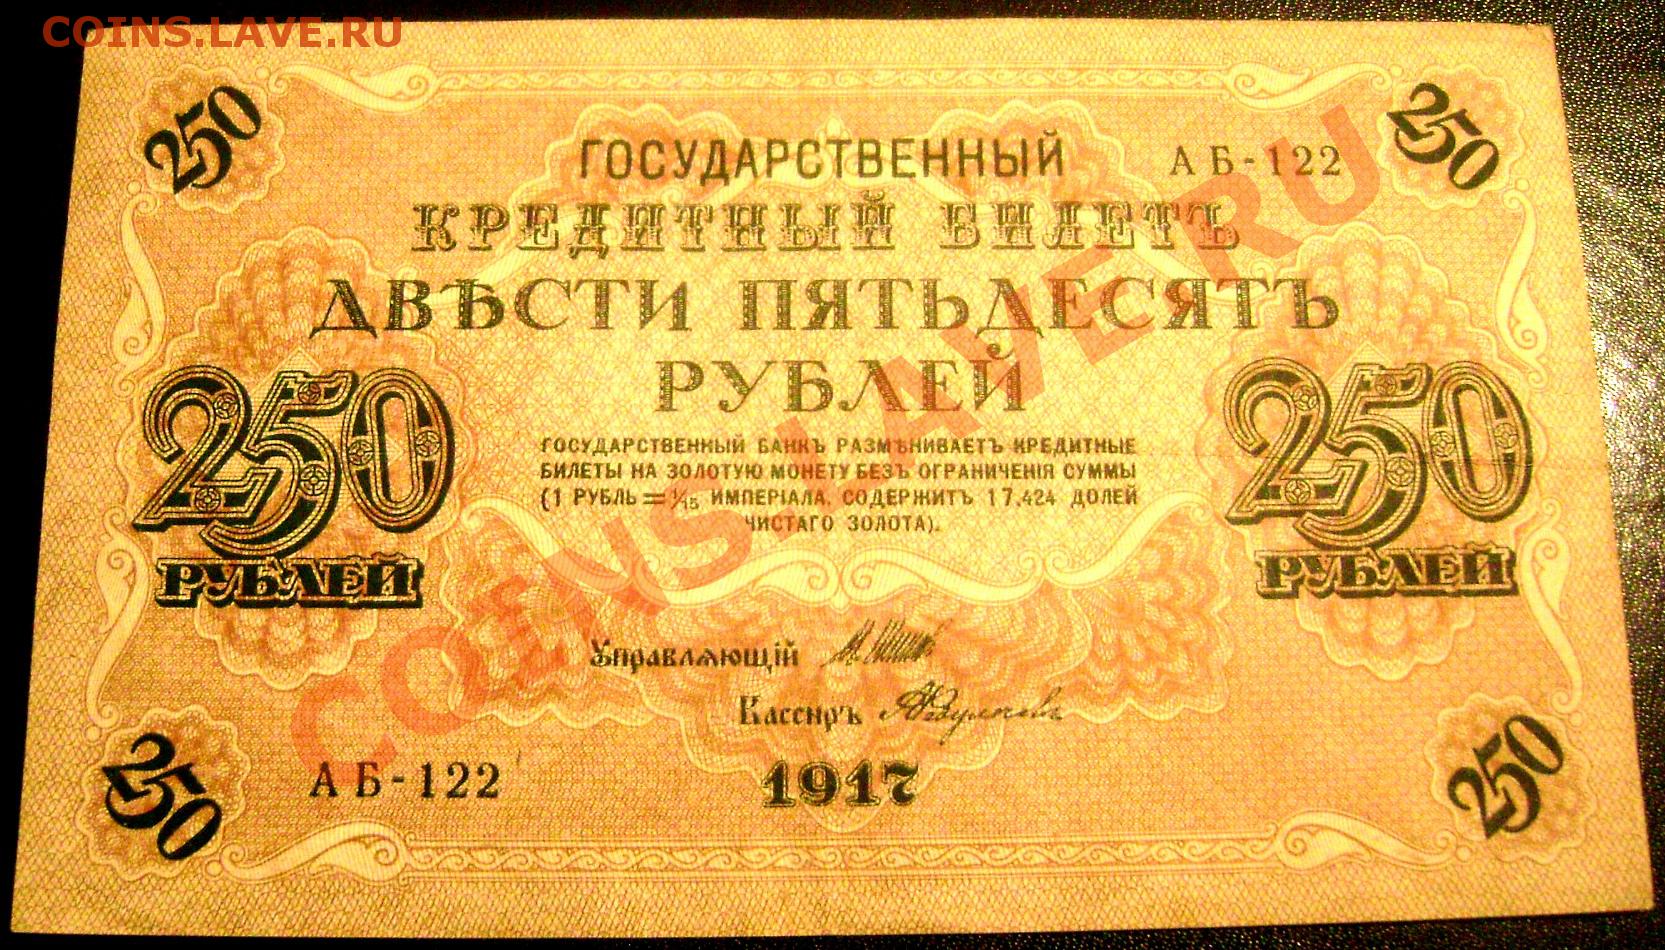 COINS.LAVE.RU
250
250
ГОСУДАРСТВЕННЫЙ
АБ-122
КРЕДИТНЫЙ БИЛЕТЪ
ДВѢСТИ ПЯТЬДЕСЯТЪ
РУБЛЕЙ
250
РУБЛЕЙ
250
РУБЛЕЙ
ГОСУДАРСТВЕННЫЙ БАНКЪ РАЗМѢНИВАЕТЪ КРЕДИТНЫЕ
БИЛЕТЫ НА ЗОЛОТУЮ МОНЕТУ БЕЗЪ ОГРАНИЧЕНІЯ СУММЫ
(1 РУБЛЬ = 1/15 ИМПЕРІАЛА, СОДЕРЖИТЪ 17,424 ДОЛЕЙ
ЧИСТАГО ЗОЛОТА).
COINS.LAVE.RU
Управляющій
Кассиръ
АБ-122
1917
250
250